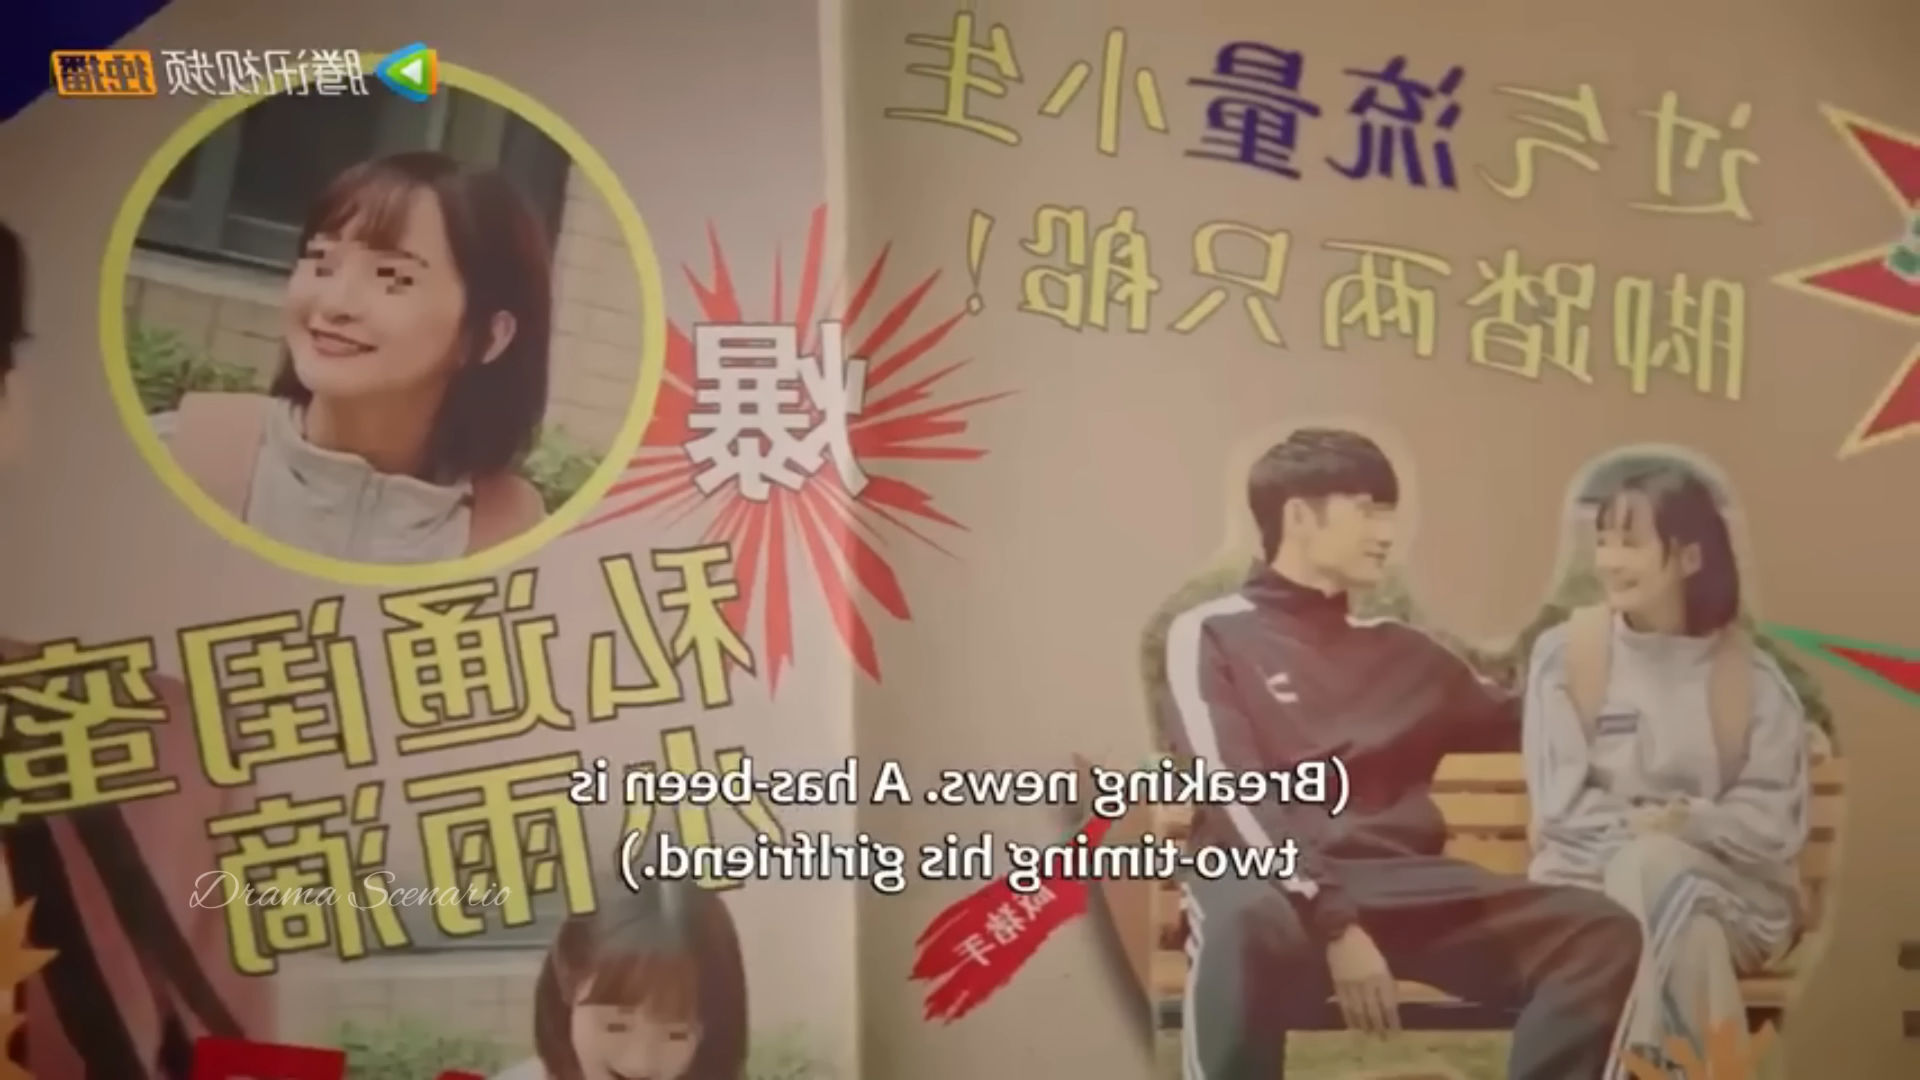 腾讯视频 独播
过气流量小生
脚踏两只船!
爆
私通闺蜜
小雨滴
(Breaking news. A has-been is
two-timing his girlfriend.)
Drama Scenario